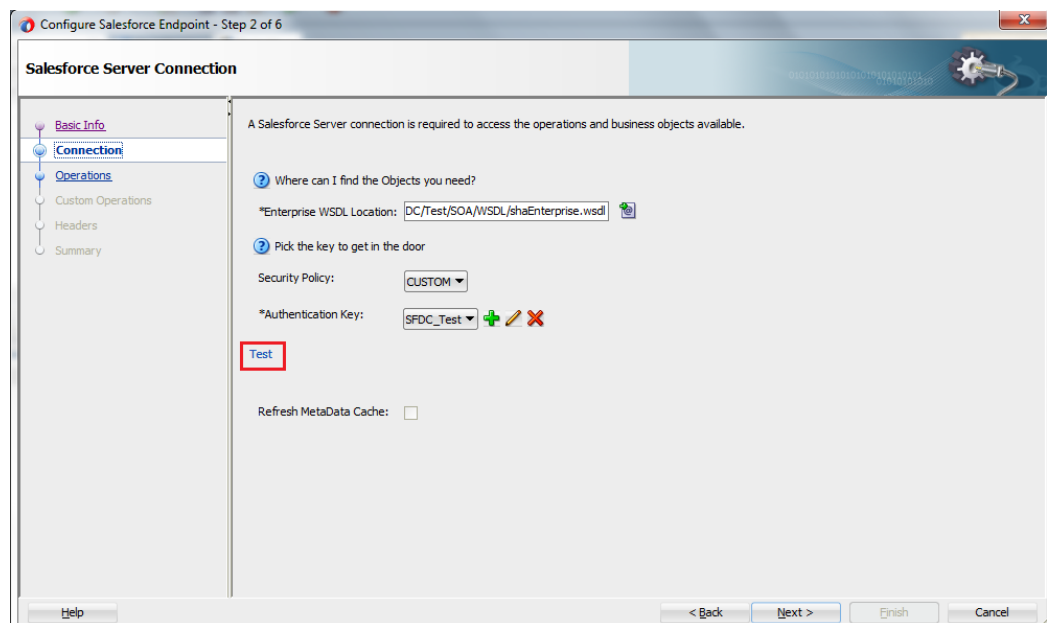 Configure Salesforce Endpoint - Step 2 of 6
Salesforce Server Connection
Basic Info
Connection
Operations
Custom Operations
Headers
Summary
A Salesforce Server connection is required to access the operations and business objects available.
Where can I find the Objects you need?
*Enterprise WSDL Location: DC/Test/SOA/WSDL/shaEnterprise.wsdl
Pick the key to get in the door
Security Policy: CUSTOM
*Authentication Key: SFDC_Test
Test
Refresh MetaData Cache:
Help
< Back
Next >
Finish
Cancel